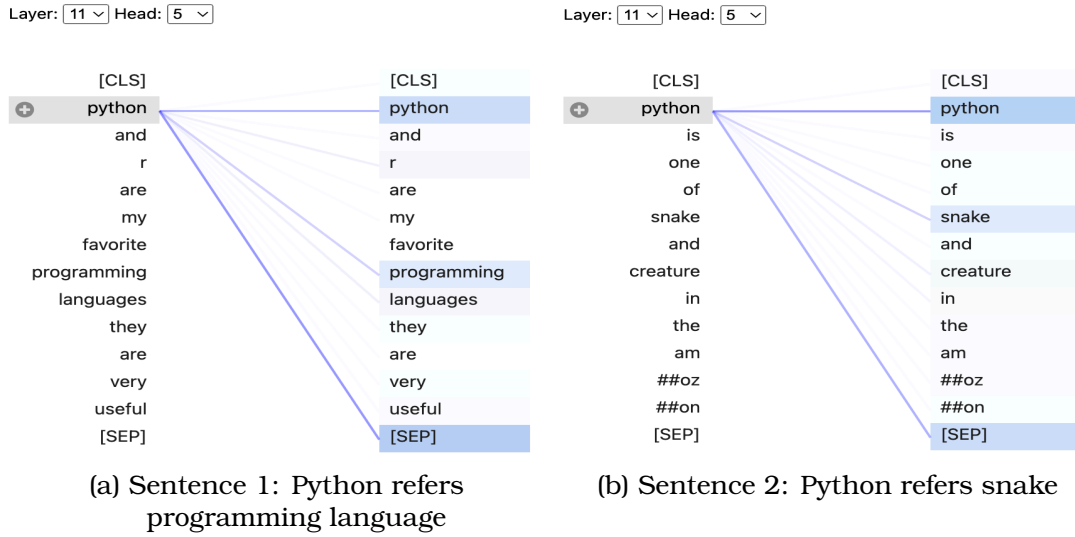 Layer: 11 Head: 5
[CLS] [CLS]
python python
and and
r r
are are
my my
favorite favorite
programming programming
languages languages
they they
are are
very very
useful useful
[SEP] [SEP]
(a) Sentence 1: Python refers
programming language
Layer: 11 Head: 5
[CLS] [CLS]
python python
is is
one one
of of
snake snake
and and
creature creature
in in
the the
am am
##oz ##oz
##on ##on
[SEP] [SEP]
(b) Sentence 2: Python refers snake